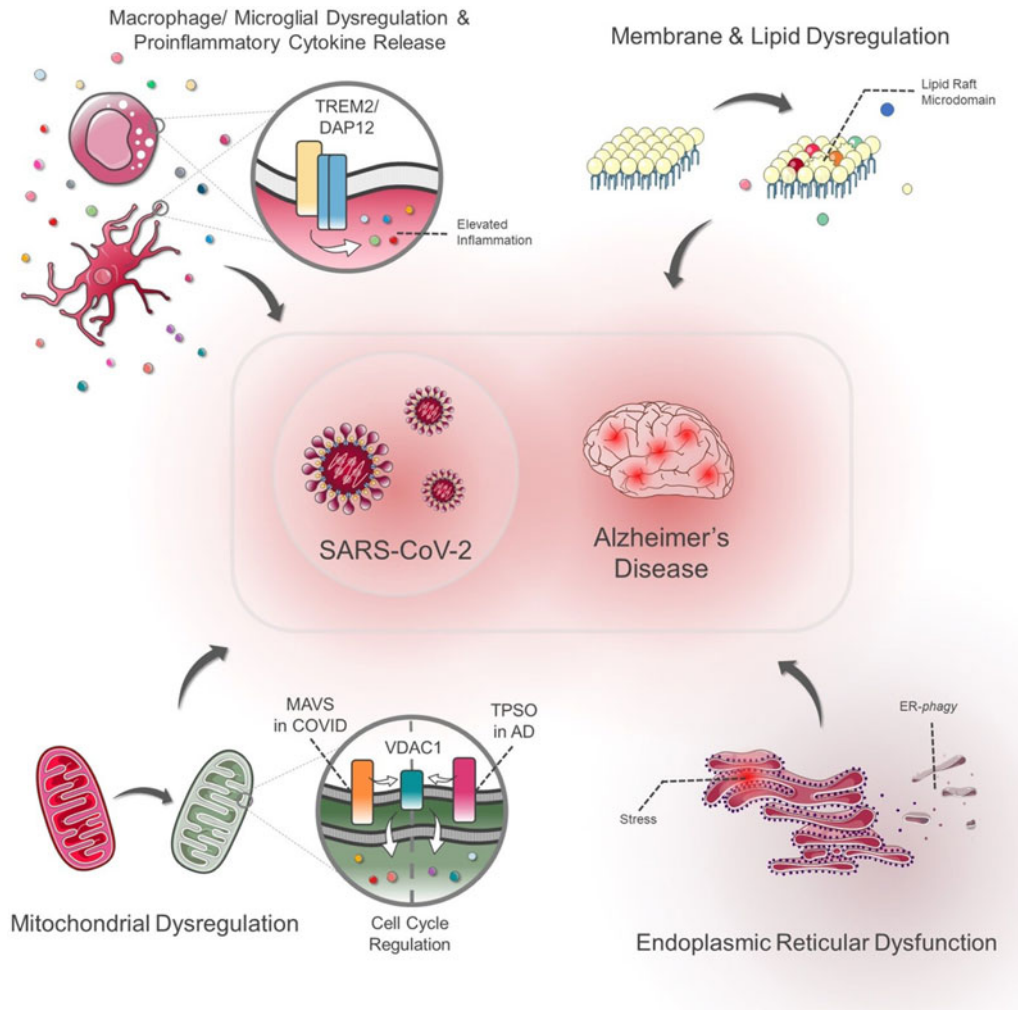 Macrophage/ Microglial Dysregulation &
Proinflammatory Cytokine Release
TREM2/
DAP12
Elevated
Inflammation
Membrane & Lipid Dysregulation
Lipid Raft
Microdomain
SARS-CoV-2
Alzheimer's
Disease
MAVS
in COVID
VDAC1
TPSO
in AD
Cell Cycle
Regulation
Mitochondrial Dysregulation
ER-phagy
Stress
Endoplasmic Reticular Dysfunction